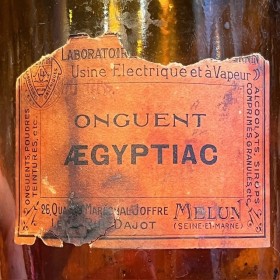 LABORATOIRE
Usine Electrique et à Vapeur
ONGUENTS, POUDRES
TEINTURES, etc.
ALCOOLATS, SIROPS
COMPRIMÉS, GRANULÉS, etc.
ONGUENT
ÆGYPTIAC
26, Quai Maréchal Joffre
DAJOT
MELUN
(SEINE-ET-MARNE)